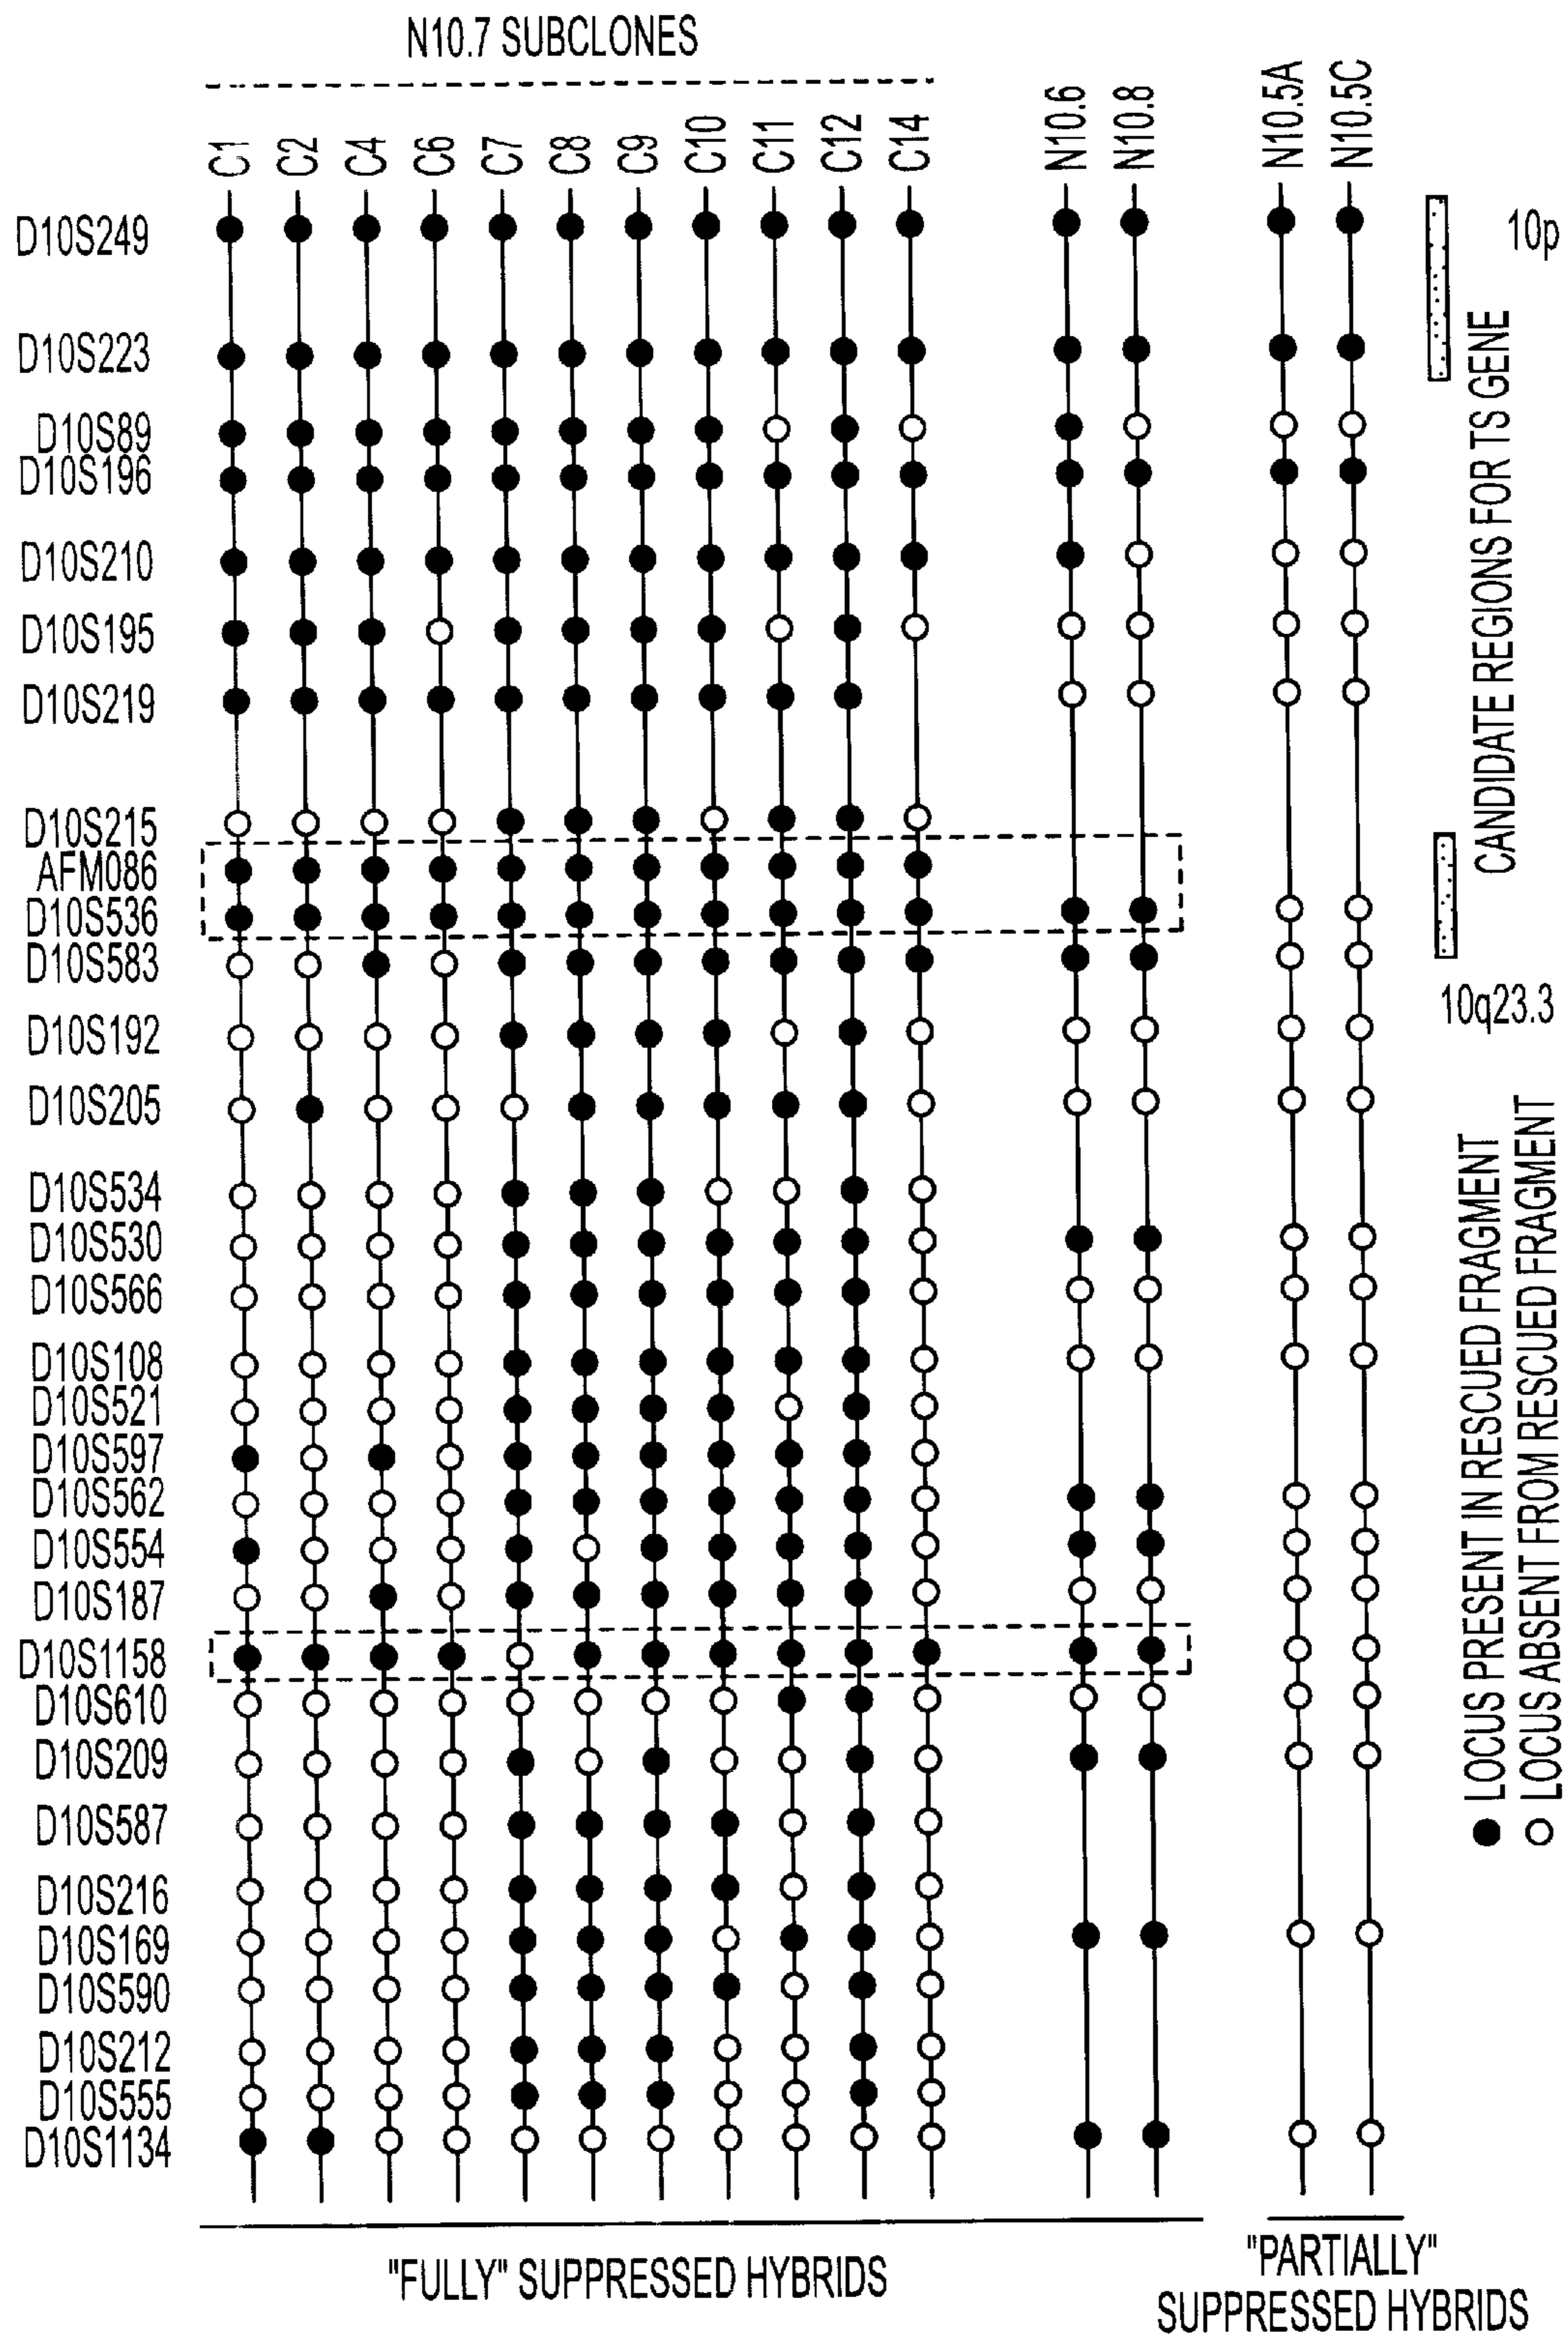 N10.7 SUBCLONES
C1
C2
C4
C6
C7
C8
C9
C10
C11
C12
C14
N10.6
N10.8
N10.5A
N10.5C
D10S249
D10S223
D10S89
D10S196
D10S210
D10S195
D10S219
D10S215
AFM086
D10S536
D10S583
D10S192
D10S205
D10S534
D10S530
D10S566
D10S108
D10S521
D10S597
D10S562
D10S554
D10S187
D10S1158
D10S610
D10S209
D10S587
D10S216
D10S169
D10S590
D10S212
D10S555
D10S1134
10p
CANDIDATE REGIONS FOR TS GENE
10q23.3
LOCUS PRESENT IN RESCUED FRAGMENT
LOCUS ABSENT FROM RESCUED FRAGMENT
"FULLY" SUPPRESSED HYBRIDS
"PARTIALLY"
SUPPRESSED HYBRIDS